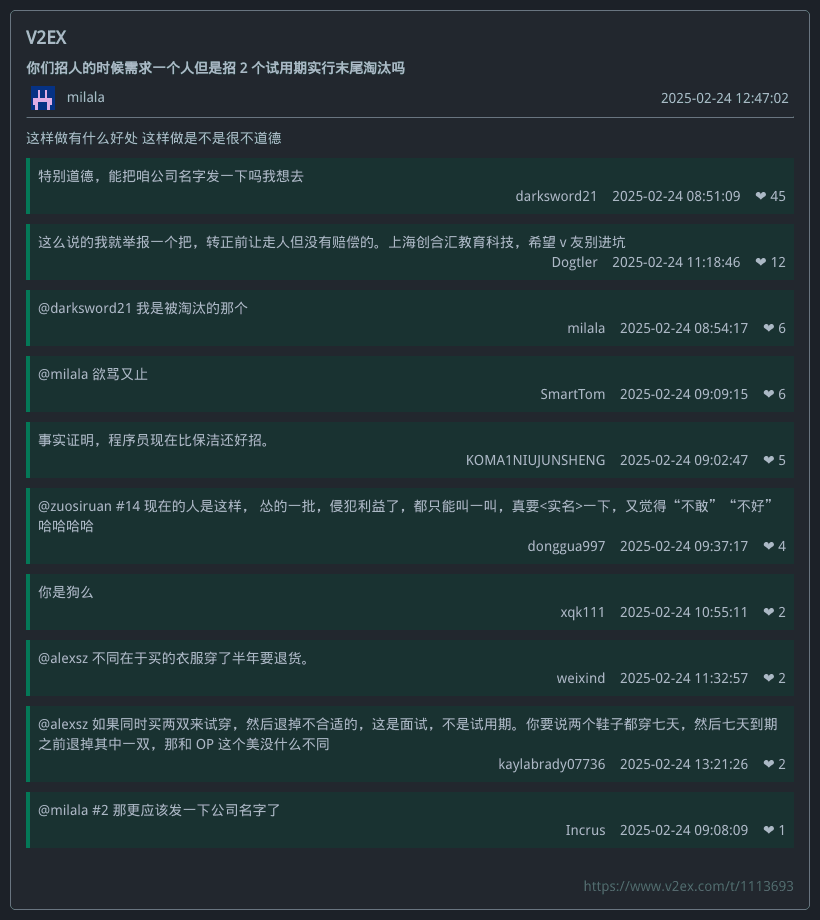 V2EX
你们招人的时候需求一个人但是招 2 个试用期实行末尾淘汰吗
milala
2025-02-24 12:47:02
这样做有什么好处 这样做是不是很不道德
特别道德，能把咱公司名字发一下吗我想去
darksword21 2025-02-24 08:51:09 ❤ 45
这么说的我就举报一个把，转正前让走人但没有赔偿的。上海创合汇教育科技，希望 v 友别进坑
Dogtler 2025-02-24 11:18:46 ❤ 12
@darksword21 我是被淘汰的那个
milala 2025-02-24 08:54:17 ❤ 6
@milala 欲骂又止
SmartTom 2025-02-24 09:09:15 ❤ 6
事实证明，程序员现在比保洁还好招。
KOMA1NIUJUNSHENG 2025-02-24 09:02:47 ❤ 5
@zuosiruan #14 现在的人是这样， 怂的一批，侵犯利益了，都只能叫一叫，真要<实名>一下，又觉得“不敢”“不好”
哈哈哈哈
donggua997 2025-02-24 09:37:17 ❤ 4
你是狗么
xqk111 2025-02-24 10:55:11 ❤ 2
@alexsz 不同在于买的衣服穿了半年要退货。
weixind 2025-02-24 11:32:57 ❤ 2
@alexsz 如果同时买两双来试穿，然后退掉不合适的，这是面试，不是试用期。你要说两个鞋子都穿七天，然后七天到期
之前退掉其中一双，那和 OP 这个美没什么不同
kaylabrady07736 2025-02-24 13:21:26 ❤ 2
@milala #2 那更应该发一下公司名字了
Incrus 2025-02-24 09:08:09 ❤ 1
https://www.v2ex.com/t/1113693